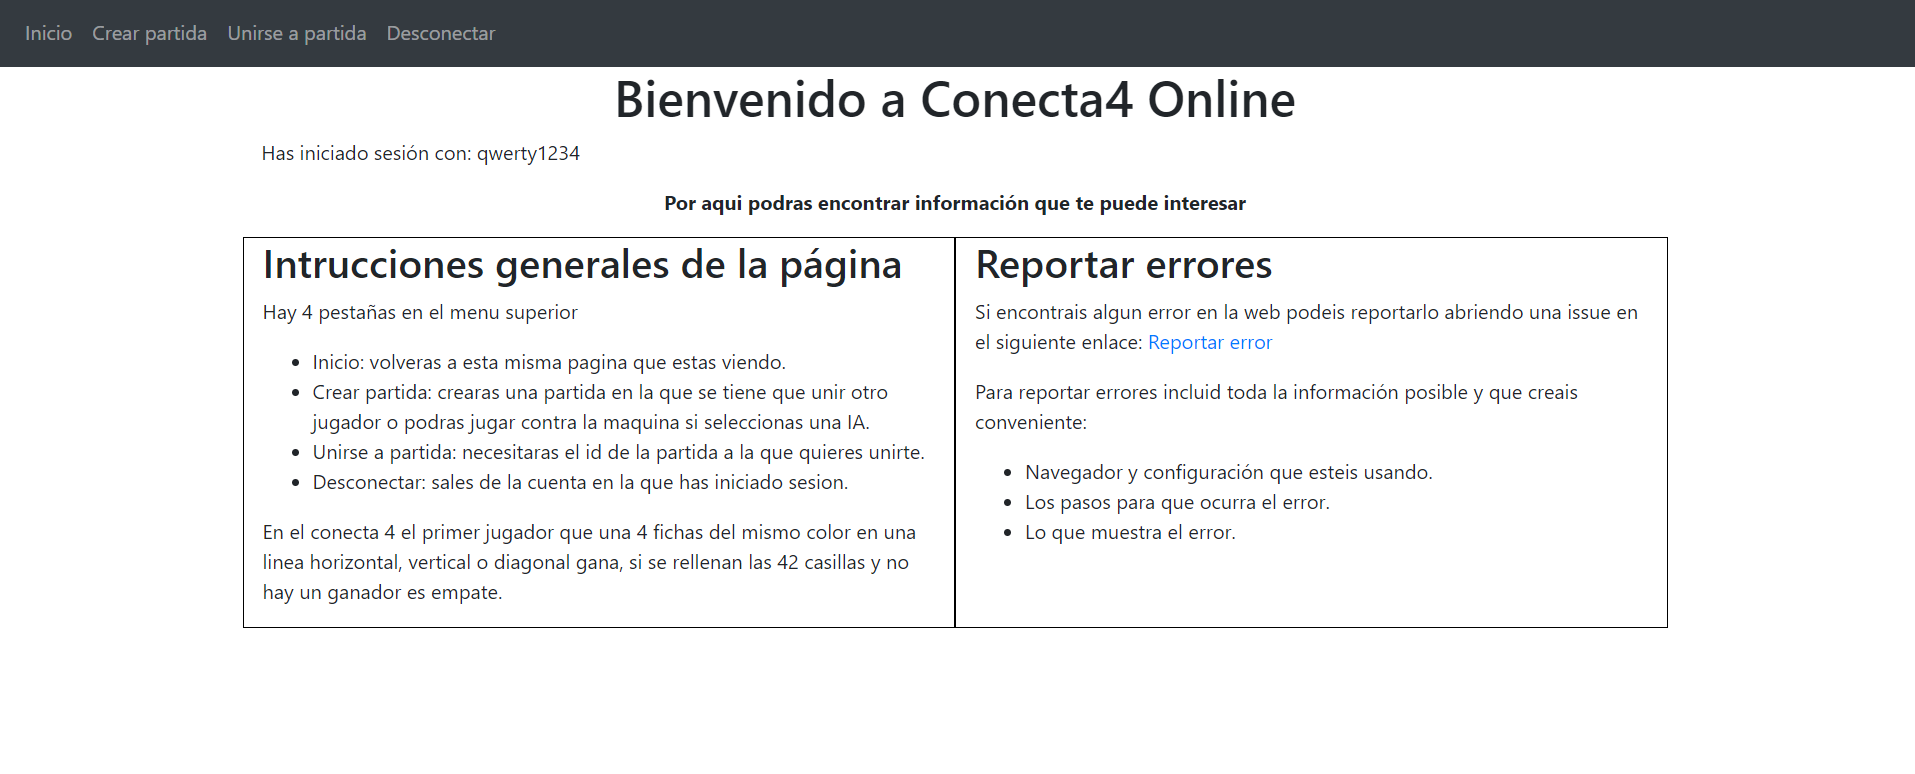 Inicio Crear partida Unirse a partida Desconectar
Bienvenido a Conecta4 Online
Has iniciado sesión con: qwerty1234
Por aqui podras encontrar información que te puede interesar
Intrucciones generales de la página
Hay 4 pestañas en el menu superior
Inicio: volveras a esta misma pagina que estas viendo.
Crear partida: crearas una partida en la que se tiene que unir otro
jugador o podras jugar contra la maquina si seleccionas una IA.
Unirse a partida: necesitaras el id de la partida a la que quieres unirte.
Desconectar: sales de la cuenta en la que has iniciado sesion.
En el conecta 4 el primer jugador que una 4 fichas del mismo color en una
linea horizontal, vertical o diagonal gana, si se rellenan las 42 casillas y no
hay un ganador es empate.
Reportar errores
Si encontrais algun error en la web podeis reportarlo abriendo una issue en
el siguiente enlace: Reportar error
Para reportar errores incluid toda la información posible y que creais
conveniente:
Navegador y configuración que esteis usando.
Los pasos para que ocurra el error.
Lo que muestra el error.